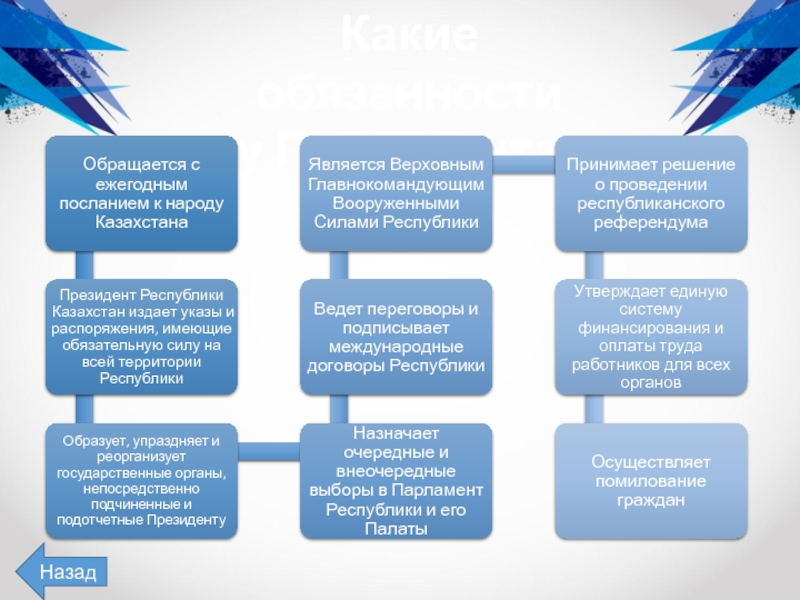 Какие
обязанности
у
Обращается с
ежегодным
посланием к народу
Казахстана
Президент Республики
Казахстан издает указы и
распоряжения, имеющие
обязательную силу на
всей территории
Республики
Образует, упраздняет и
реорганизует
государственные органы,
непосредственно
подчиненные и
подотчетные Президенту
Назначает
очередные и
внеочередные
выборы в Парламент
Республики и его
Палаты
Ведет переговоры и
подписывает
международные
договоры Республики
Является Верховным
Главнокомандующим
Вооруженными
Силами Республики
Принимает решение
о проведении
республиканского
референдума
Утверждает единую
систему
финансирования и
оплаты труда
работников для всех
органов
Осуществляет
помилование
граждан
Назад